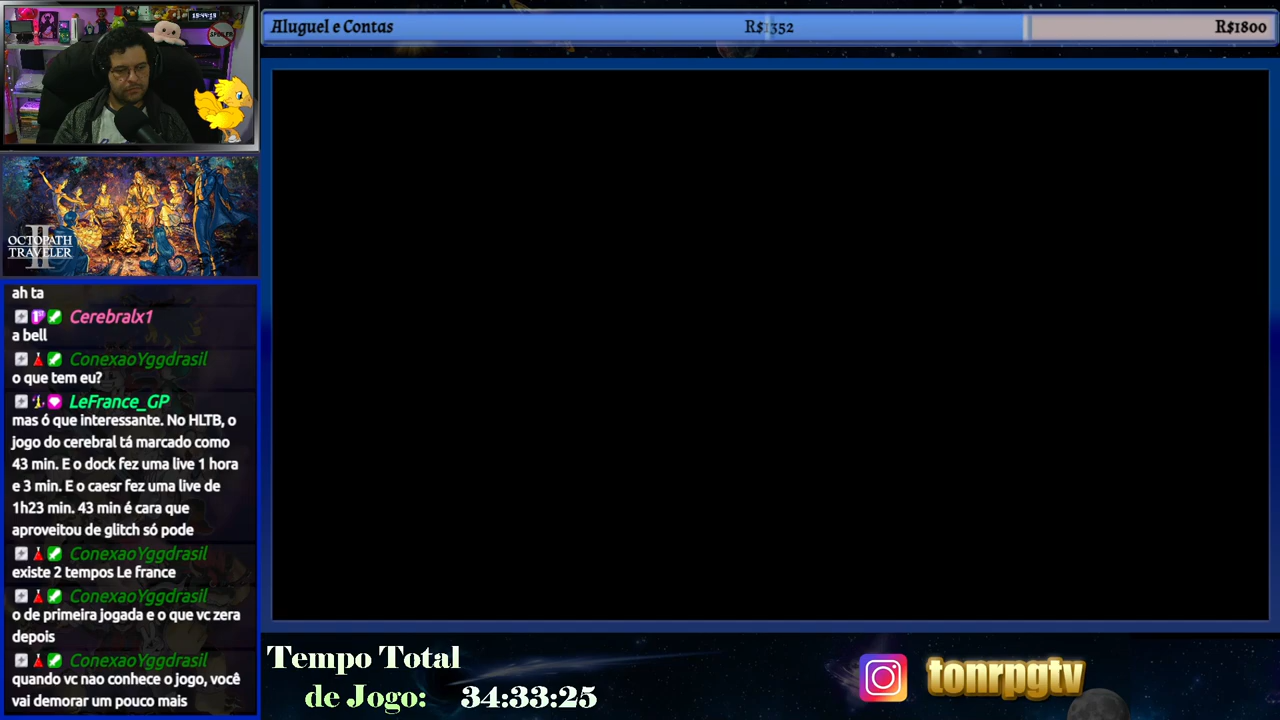 SPOILER
Aluguel e Contas
R$1352
R$1800
OCTOPATH
TRAVELER
II
ah ta
Cerebralx1
a bell
ConexaoYggdrasil
o que tem eu?
LeFrance_GP
mas ó que interessante. No HLTB, o
jogo do cerebral tá marcado como
43 min. E o dock fez uma live 1 hora
e 3 min. E o caesr fez uma live de
1h23 min. 43 min é cara que
aproveitou de glitch só pode
ConexaoYggdrasil
existe 2 tempos Le france
ConexaoYggdrasil
o de primeira jogada e o que vc zera
depois
ConexaoYggdrasil
quando vc nao conhece o jogo, você
vai demorar um pouco mais
Tempo Total
de Jogo: 34:33:25
tonrpgtv